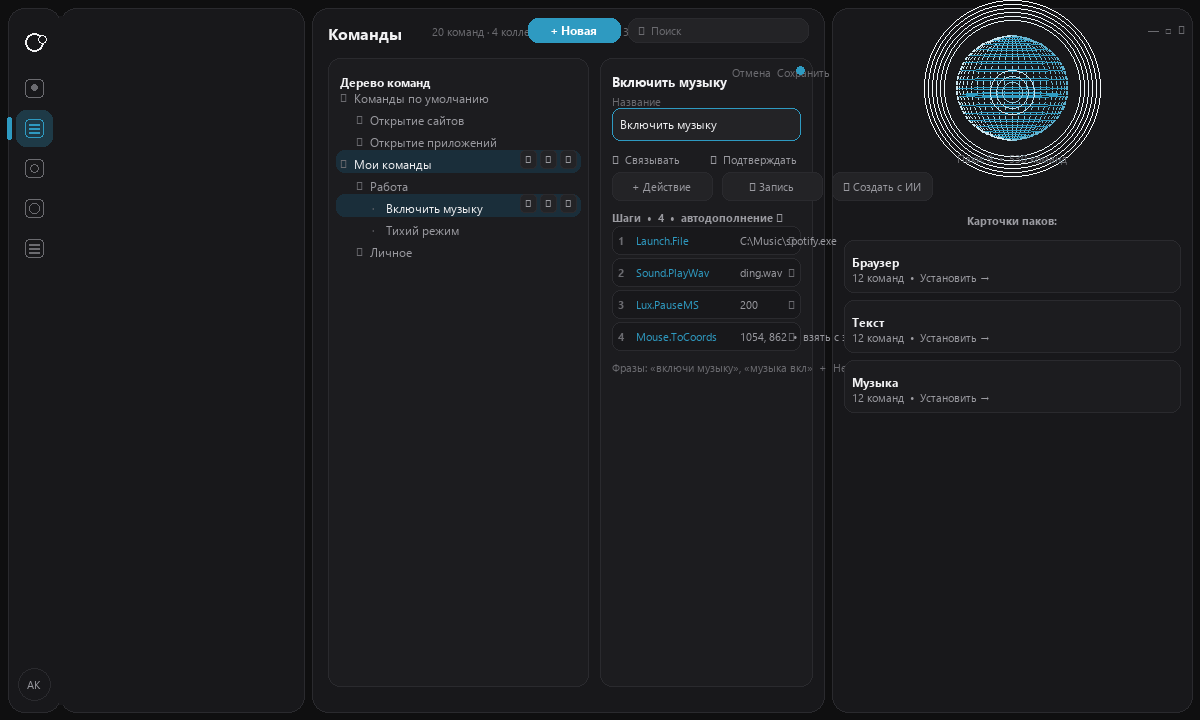 Команды
20 команд · 4
+ Новая
Поиск
Дерево команд
Команды по умолчанию
Открытие сайтов
Открытие приложений
Мои команды
Работа
Включить музыку
Тихий режим
Личное
Отмена Сохранить
Включить музыку
Название
Включить музыку
Связывать
Подтверждать
+ Действие
Запись
Создать с ИИ
Шаги • 4 • автодополнение
1 Launch.File C:\Music\spotify.exe
2 Sound.PlayWav ding.wav
3 Lux.PauseMS 200
4 Mouse.ToCoords 1054, 862 • взять с
Фразы: «включи музыку», «музыка вкл» +
Карточки паков:
Браузер
12 команд • Установить →
Текст
12 команд • Установить →
Музыка
12 команд • Установить →
АК